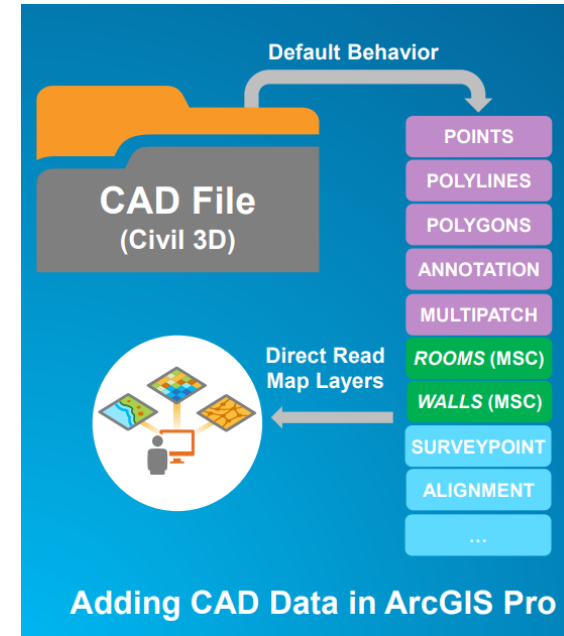 Default Behavior
CAD File
(Civil 3D)
POINTS
POLYLINES
POLYGONS
ANNOTATION
MULTIPATCH
ROOMS (MSC)
WALLS (MSC)
SURVEYPOINT
ALIGNMENT
...
Direct Read
Map Layers
Adding CAD Data in ArcGIS Pro